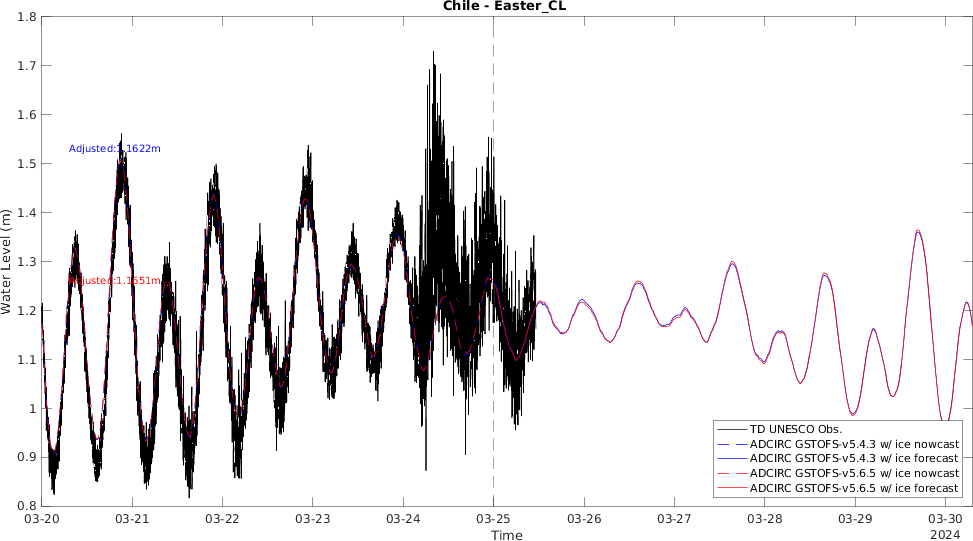 Chile - Easter_CL
Water Level (m)
1.8
1.7
1.6
1.5
1.4
1.3
1.2
1.1
1
0.9
0.8
Adjusted:1.1622m
Adjusted:1.1551m
TD UNESCO Obs.
ADCIRC GSTOFS-v5.4.3 w/ ice nowcast
ADCIRC GSTOFS-v5.4.3 w/ ice forecast
ADCIRC GSTOFS-v5.6.5 w/ ice nowcast
ADCIRC GSTOFS-v5.6.5 w/ ice forecast
03-20 03-21 03-22 03-23 03-24 03-25 03-26 03-27 03-28 03-29 03-30
2024
Time